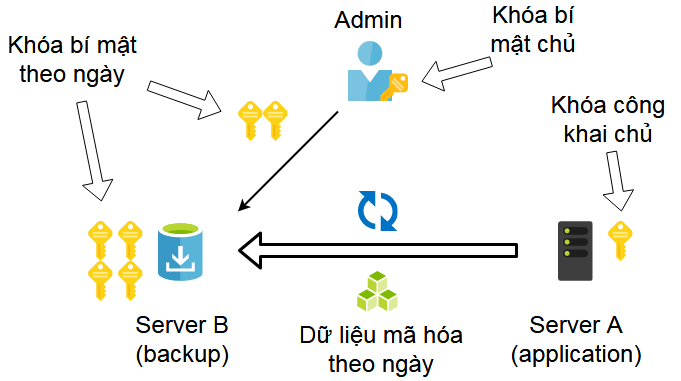 Admin
Khóa bí
mật chủ
Khóa bí mật
theo ngày
Khóa công
khai chủ
Server B
(backup)
Dữ liệu mã hóa
theo ngày
Server A
(application)